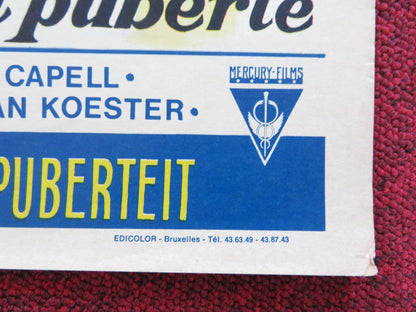 puberté
CAPELL •
AN KOESTER •
MERCURY-FILMS
PUBERTEIT
EDICOLOR - Bruxelles - Tél. 43.63.49 - 43.87.43